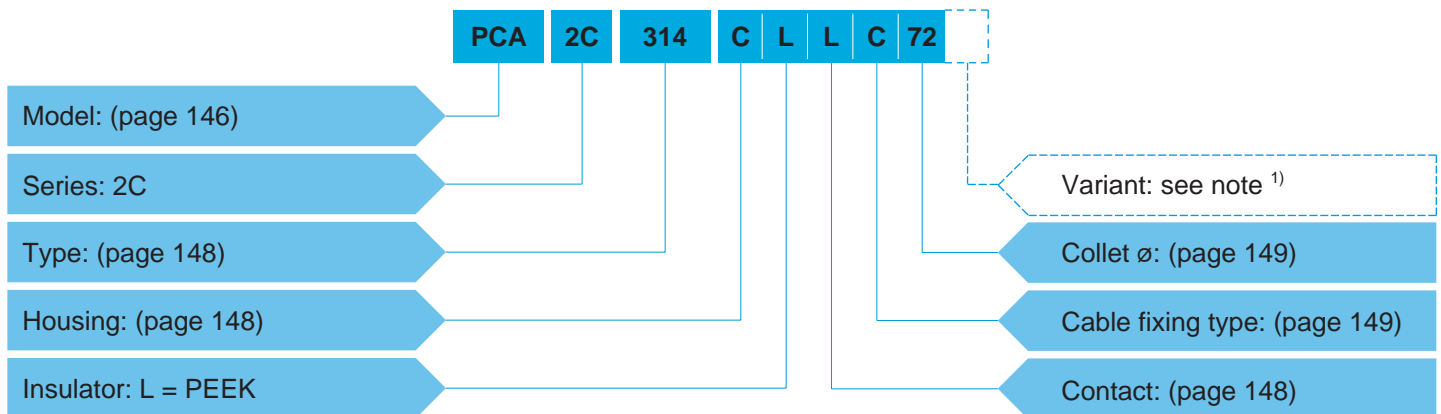 PCA 2C 314 C L L C 72
Model: (page 146)
Series: 2C
Variant: see note 1)
Type: (page 148)
Collet ø: (page 149)
Housing: (page 148)
Cable fixing type: (page 149)
Insulator: L = PEEK
Contact: (page 148)